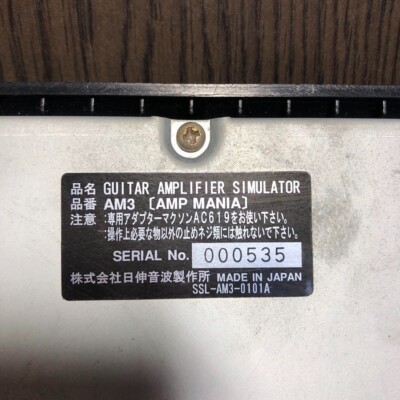 品名 GUITAR AMPLIFIER SIMULATOR
品番 AM3 [AMP MANIA]
注意 :専用アダプターマクソンAC619をお使い下さい。
:操作上必要な物以外の止めネジ類には触れないで下さい。
SERIAL No. 000535
株式会社日伸音波製作所 MADE IN JAPAN
SSL-AM3-0101A